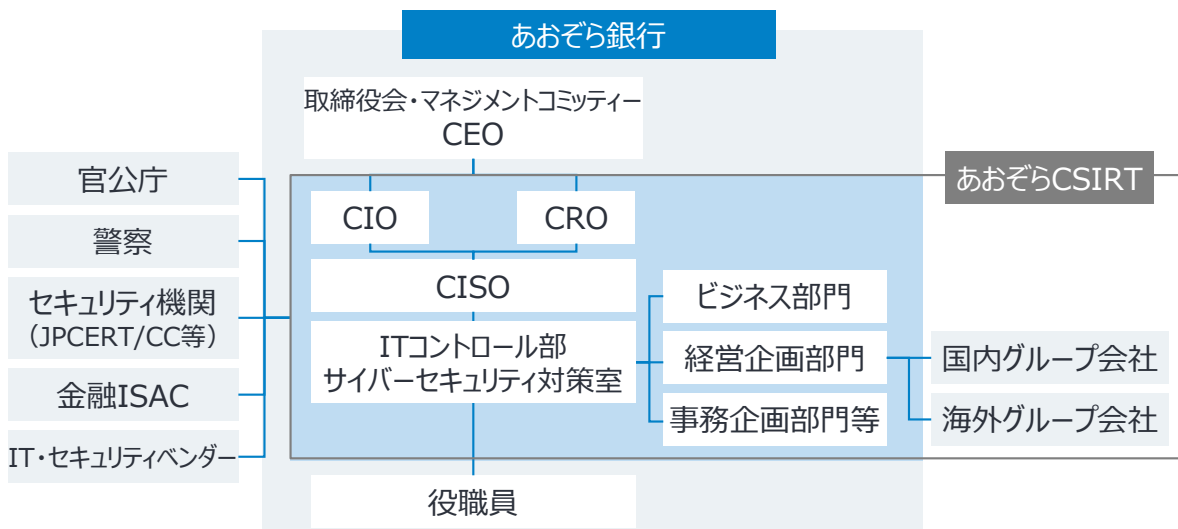 あおぞら銀行
取締役会・マネジメントコミッティー
CEO
あおぞらCSIRT
官公庁
警察
セキュリティ機関
（JPCERT/CC等）
金融ISAC
IT・セキュリティベンダー
CIO
CRO
CISO
ITコントロール部
サイバーセキュリティ対策室
ビジネス部門
経営企画部門
事務企画部門等
国内グループ会社
海外グループ会社
役職員